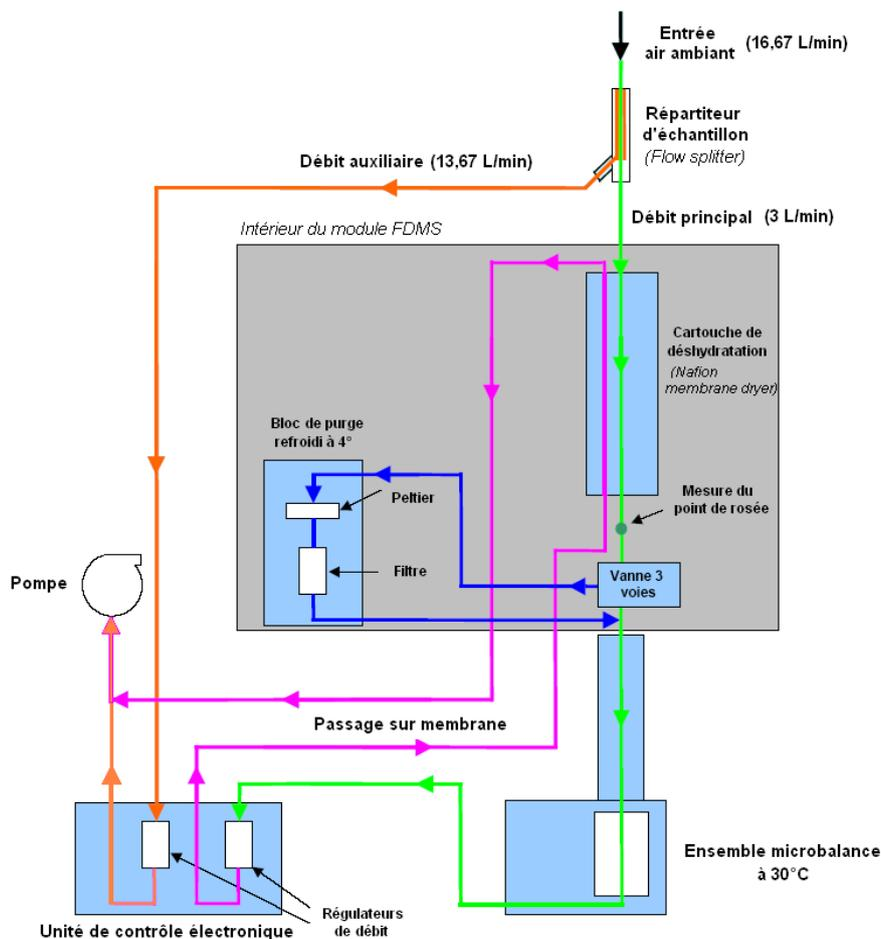 Entrée
air ambiant (16,67 L/min)
Répartiteur
d'échantillon
(Flow splitter)
Débit auxiliaire (13,67 L/min)
Débit principal (3 L/min)
Intérieur du module FDMS
Cartouche de
déshydratation
(Nafion
membrane dryer)
Bloc de purge
refroidi à 4°
Peltier
Mesure du
point de rosée
Filtre
Vanne 3
voies
Pompe
Passage sur membrane
Ensemble microbalance
à 30°C
Régulateurs
de débit
Unité de contrôle électronique